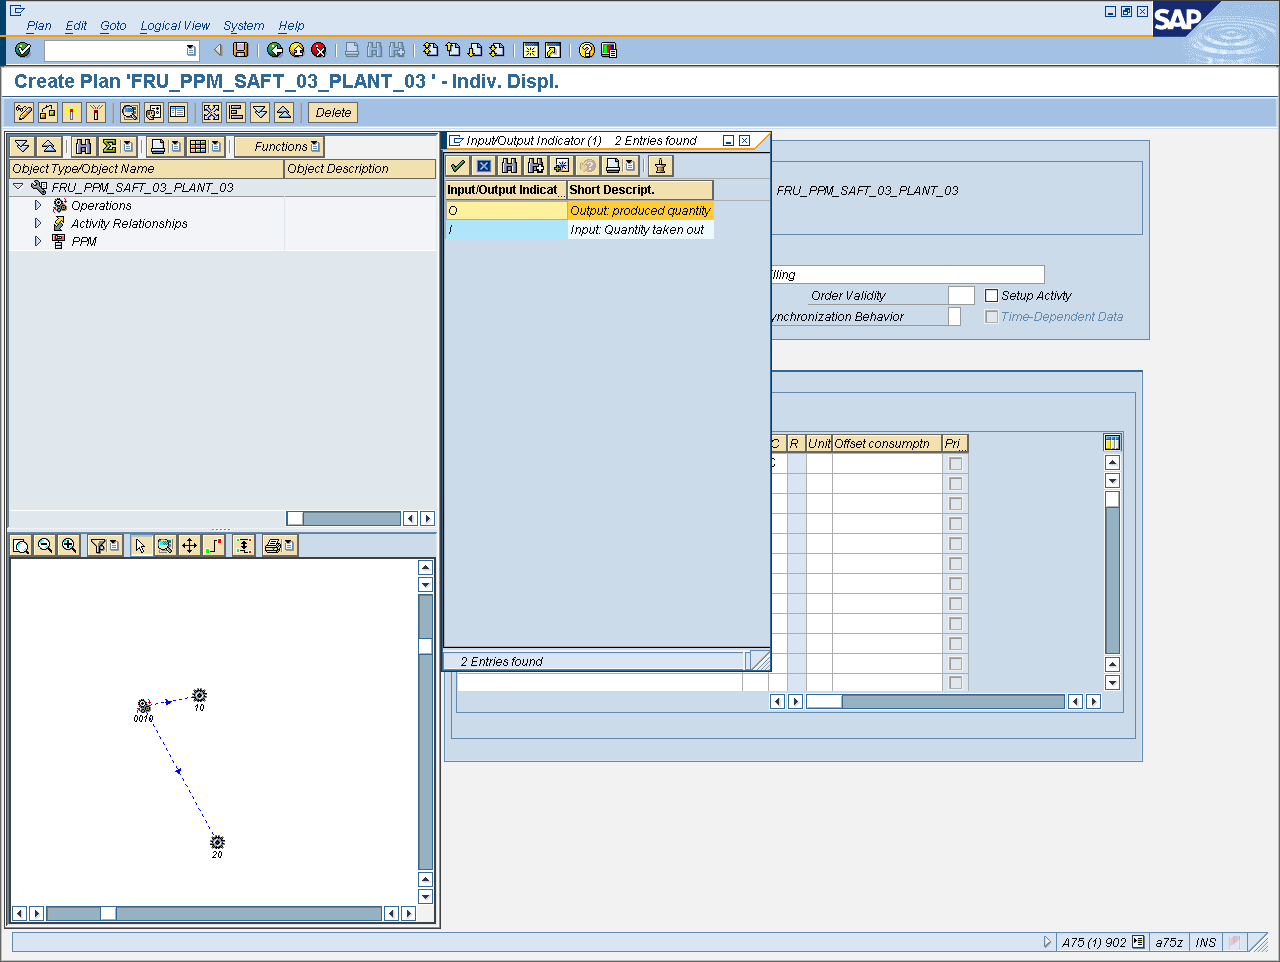 Plan Edit Goto Logical View System Help
SAP
Create Plan 'FRU_PPM_SAFT_03_PLANT_03 ' - Indiv. Displ.
Delete
Functions
Object Type/Object Name Object Description
FRU_PPM_SAFT_03_PLANT_03
Operations
Activity Relationships
PPM
Input/Output Indicator (1) 2 Entries found
Input/Output Indicat... Short Descript.
O Output: produced quantity
I Input: Quantity taken out
2 Entries found
FRU_PPM_SAFT_03_PLANT_03
illing
Order Validity Setup Activty
ynchronization Behavior Time-Dependent Data
C R Unit Offset consumptn Pri...
C
0010
10
20
A75 (1) 902 a75z INS